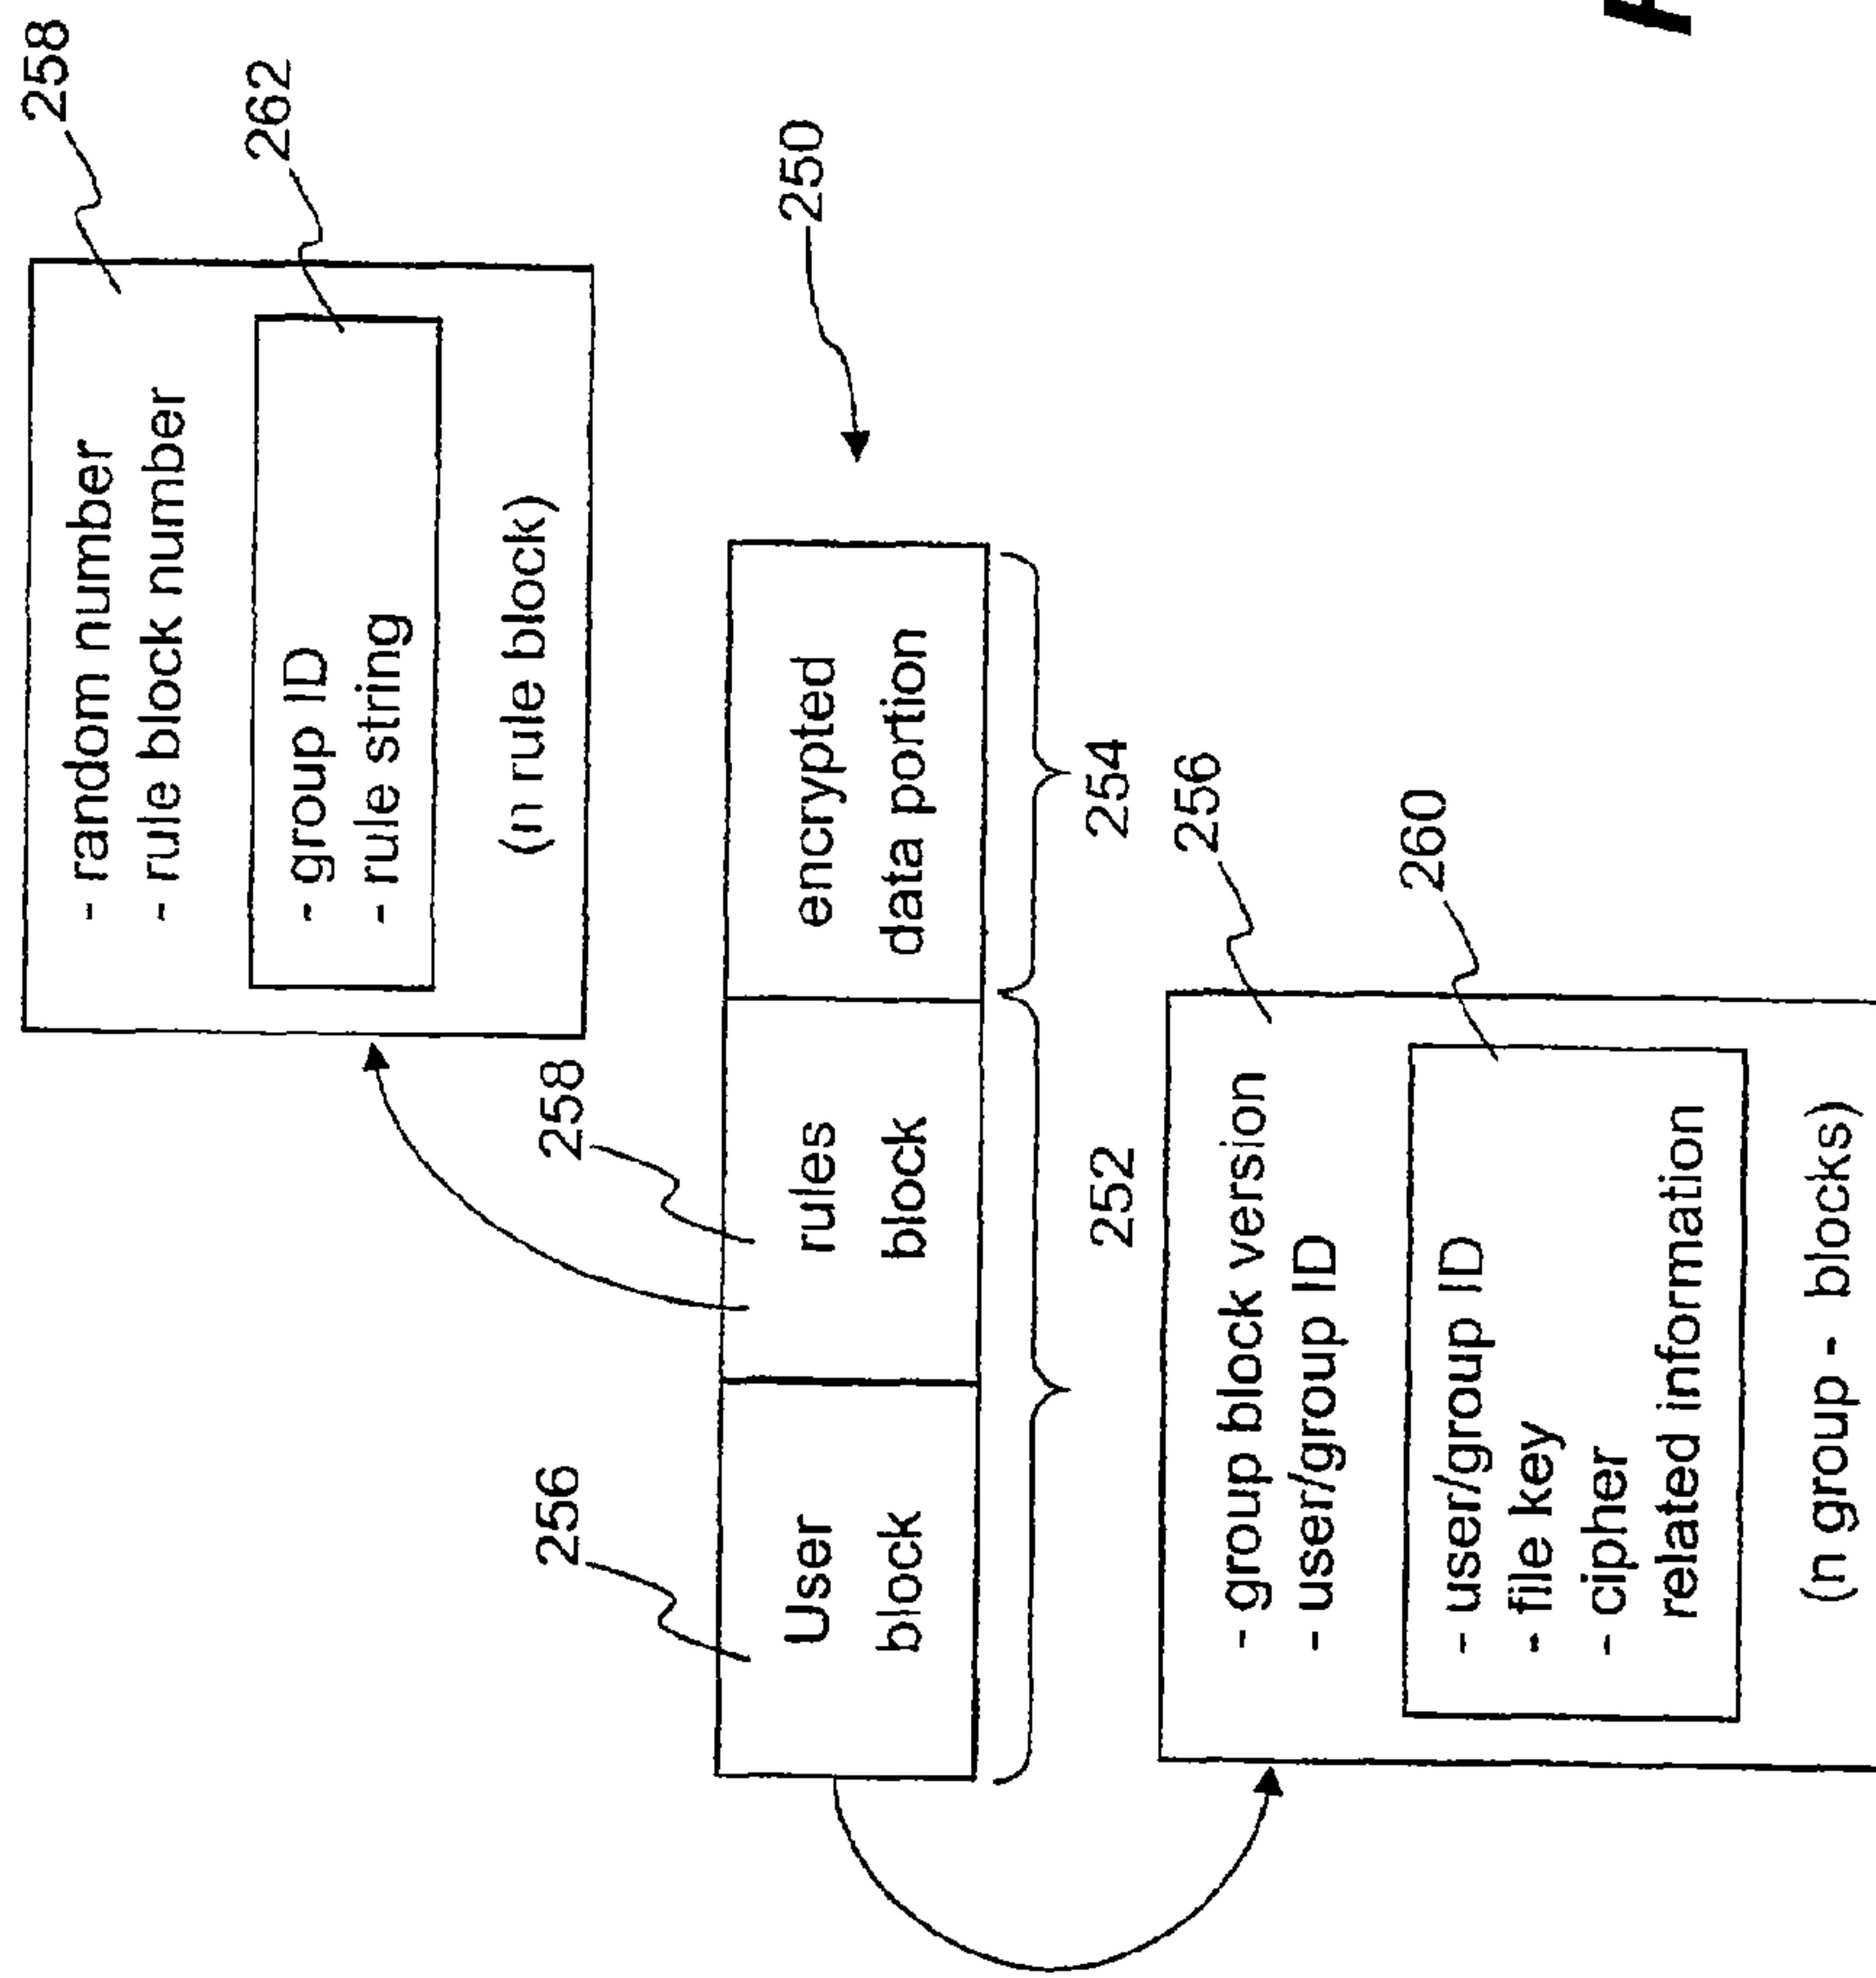 258
- random number
- rule block number
262
- group ID
- rule string
(n rule block)
250
256
User
block
258
rules
block
encrypted
data portion
252
254
256
- group block version
- user/group ID
260
- user/group ID
- file key
- cipher
related information
(n group - blocks)